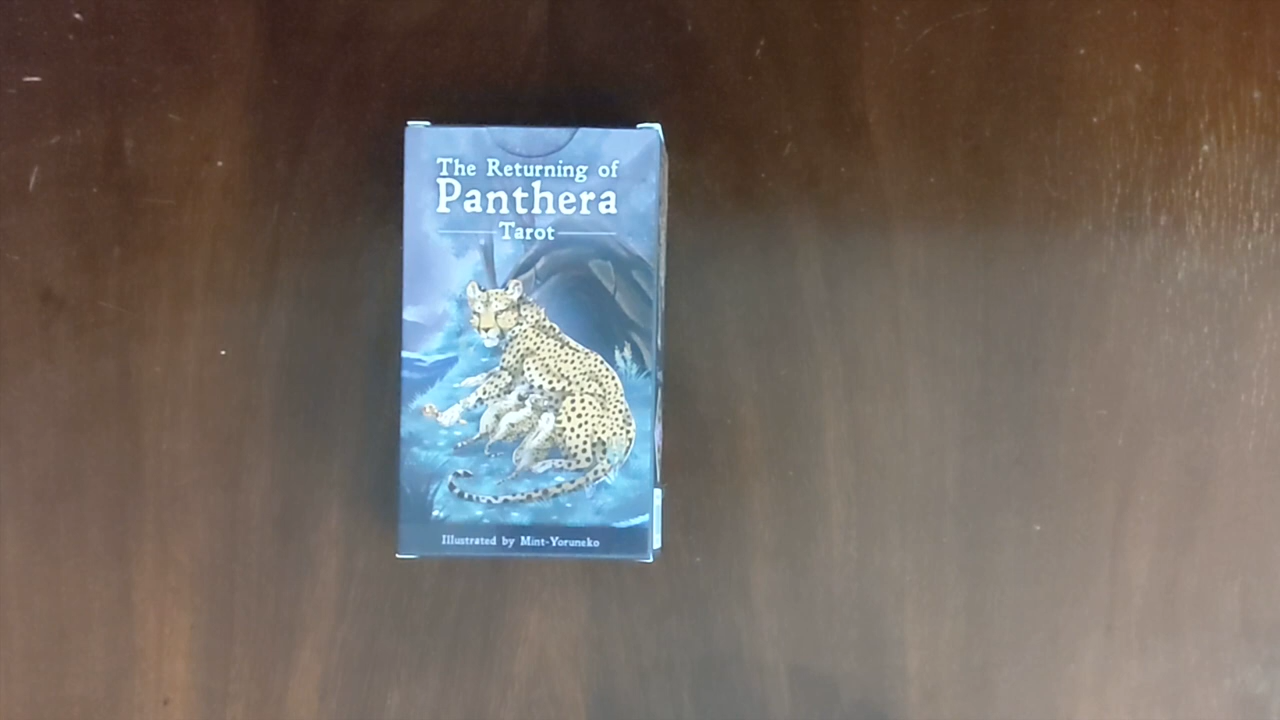 The Returning of
Panthera
Tarot
Illustrated by Mint-Yoruneko